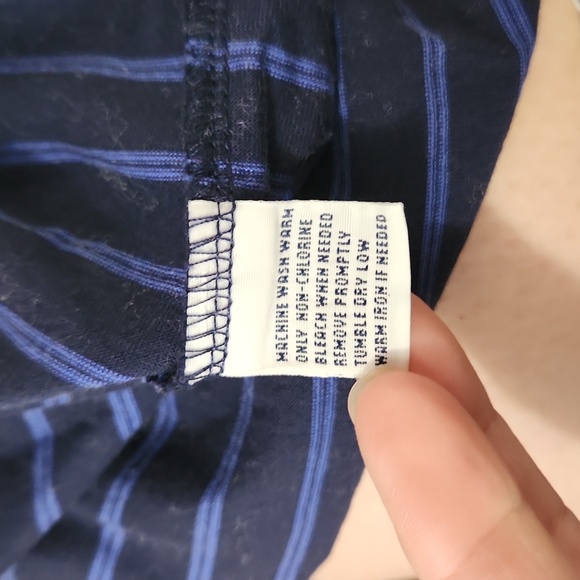 MACHINE WASH WARM
ONLY NON-CHLORINE
BLEACH WHEN NEEDED
REMOVE PROMPTLY
TUMBLE DRY LOW
WARM IRON IF NEEDED